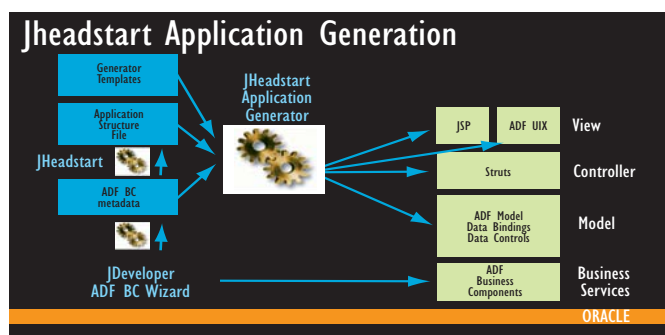 Jheadstart Application Generation
Generator
Templates
Application
Structure
File
JHeadstart
ADF BC
metadata
JDeveloper
ADF BC Wizard
JHeadstart
Application
Generator
JSP
ADF UIX
View
Struts
Controller
ADF Model
Data Bindings
Data Controls
Model
ADF
Business
Components
Business
Services
ORACLE